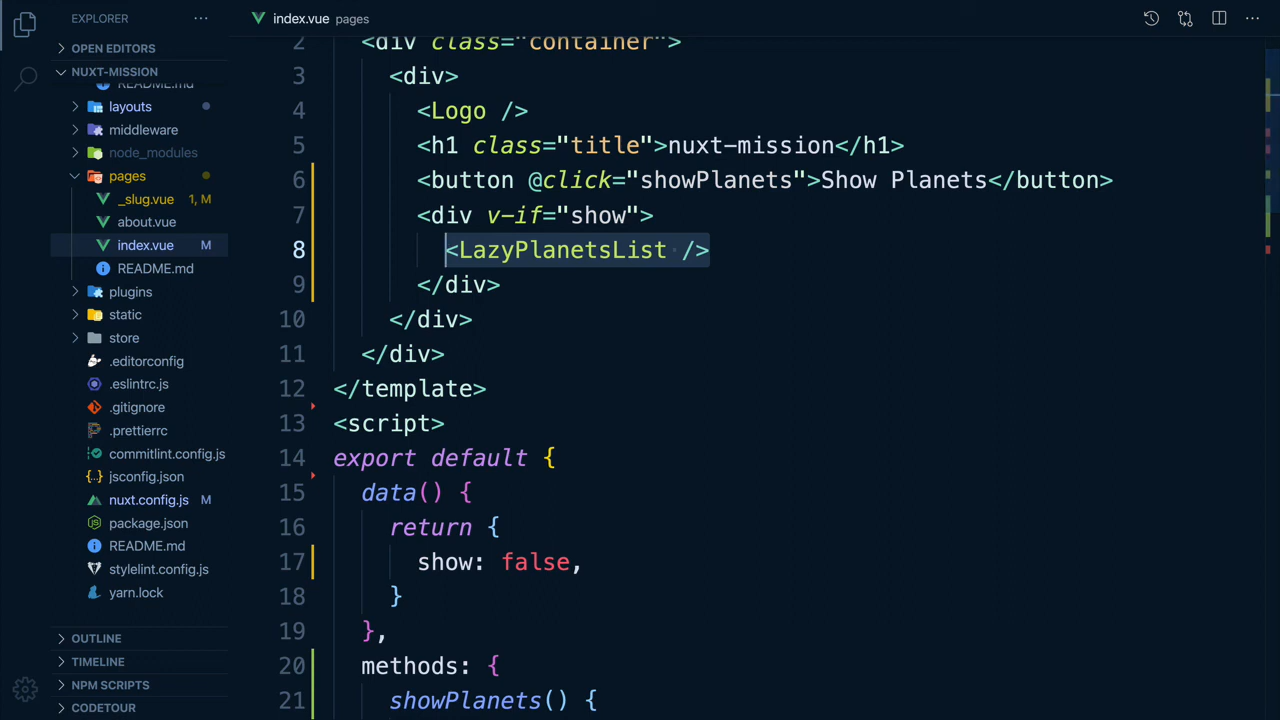 EXPLORER
OPEN EDITORS
NUXT-MISSION
README.md
layouts
middleware
node_modules
pages
_slug.vue 1, M
about.vue
index.vue M
README.md
plugins
static
store
.editorconfig
.eslintrc.js
.gitignore
.prettierrc
commitlint.config.js
jsconfig.json
nuxt.config.js M
package.json
README.md
stylelint.config.js
yarn.lock
OUTLINE
TIMELINE
NPM SCRIPTS
CODETOUR
index.vue pages
2 <div class="container">
3 <div>
4 <Logo />
5 <h1 class="title">nuxt-mission</h1>
6 <button @click="showPlanets">Show Planets</button>
7 <div v-if="show">
8 <LazyPlanetsList />
9 </div>
10 </div>
11 </div>
12 </template>
13 <script>
14 export default {
15 data() {
16 return {
17 show: false,
18 }
19 },
20 methods: {
21 showPlanets() {